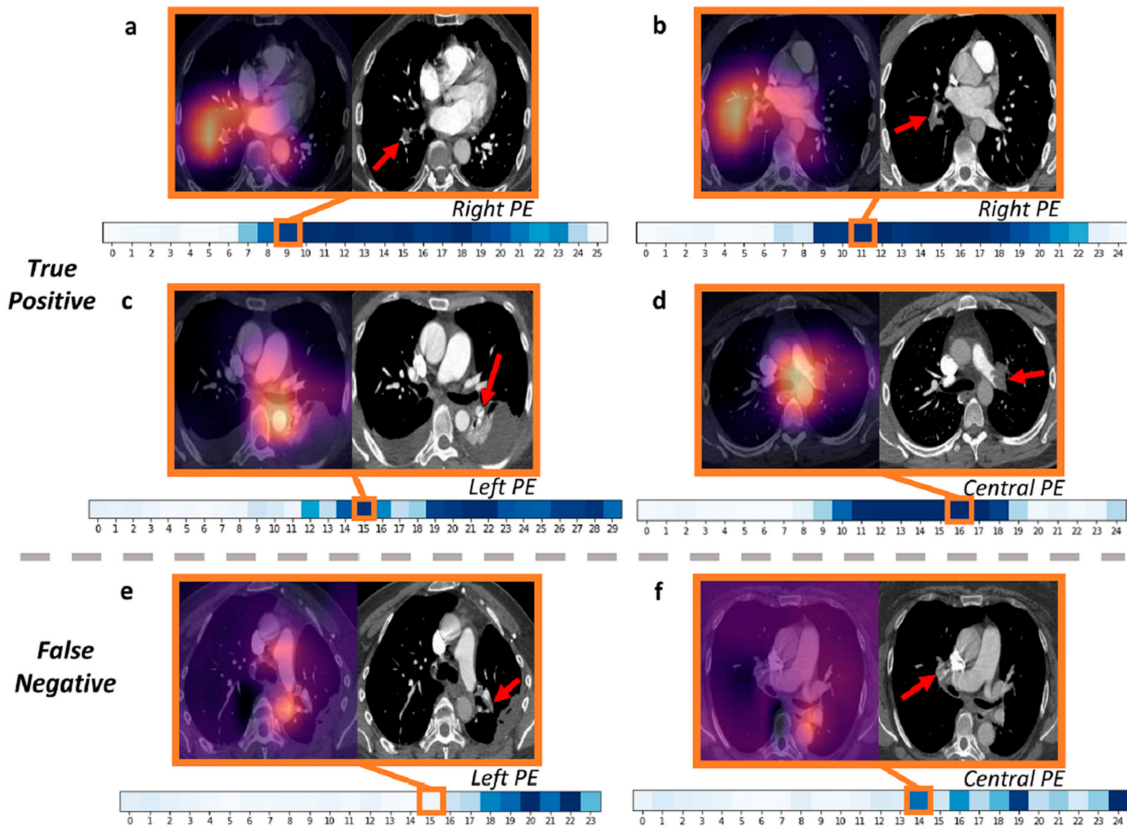 a
b
Right PE
Right PE
0 1 2 3 4 5 6 7 8 9 10 11 12 13 14 15 16 17 18 19 20 21 22 23 24 25
0 1 2 3 4 5 6 7 8 9 10 11 12 13 14 15 16 17 18 19 20 21 22 23 24
True
Positive
c
d
Left PE
Central PE
0 1 2 3 4 5 6 7 8 9 10 11 12 13 14 15 16 17 18 19 20 21 22 23 24 25 26 27 28 29
0 1 2 3 4 5 6 7 8 9 10 11 12 13 14 15 16 17 18 19 20 21 22 23 24
e
f
False
Negative
Left PE
Central PE
0 1 2 3 4 5 6 7 8 9 10 11 12 13 14 15 16 17 18 19 20 21 22 23
0 1 2 3 4 5 6 7 8 9 10 11 12 13 14 15 16 17 18 19 20 21 22 23 24